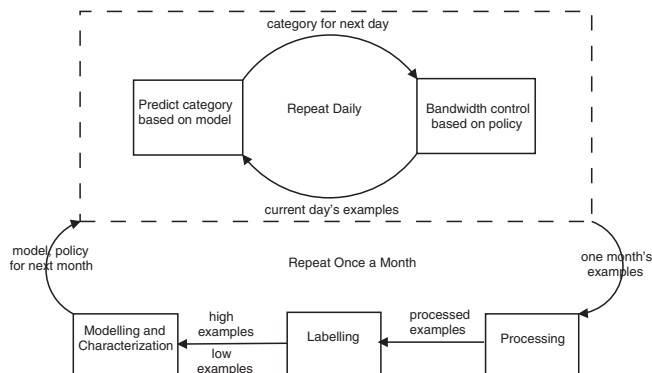 category for next day
Predict category
based on model
Repeat Daily
Bandwidth control
based on policy
current day's examples
model, policy
for next month
Repeat Once a Month
one month's
examples
Modelling and
Characterization
high
examples
low
examples
Labelling
processed
examples
Processing